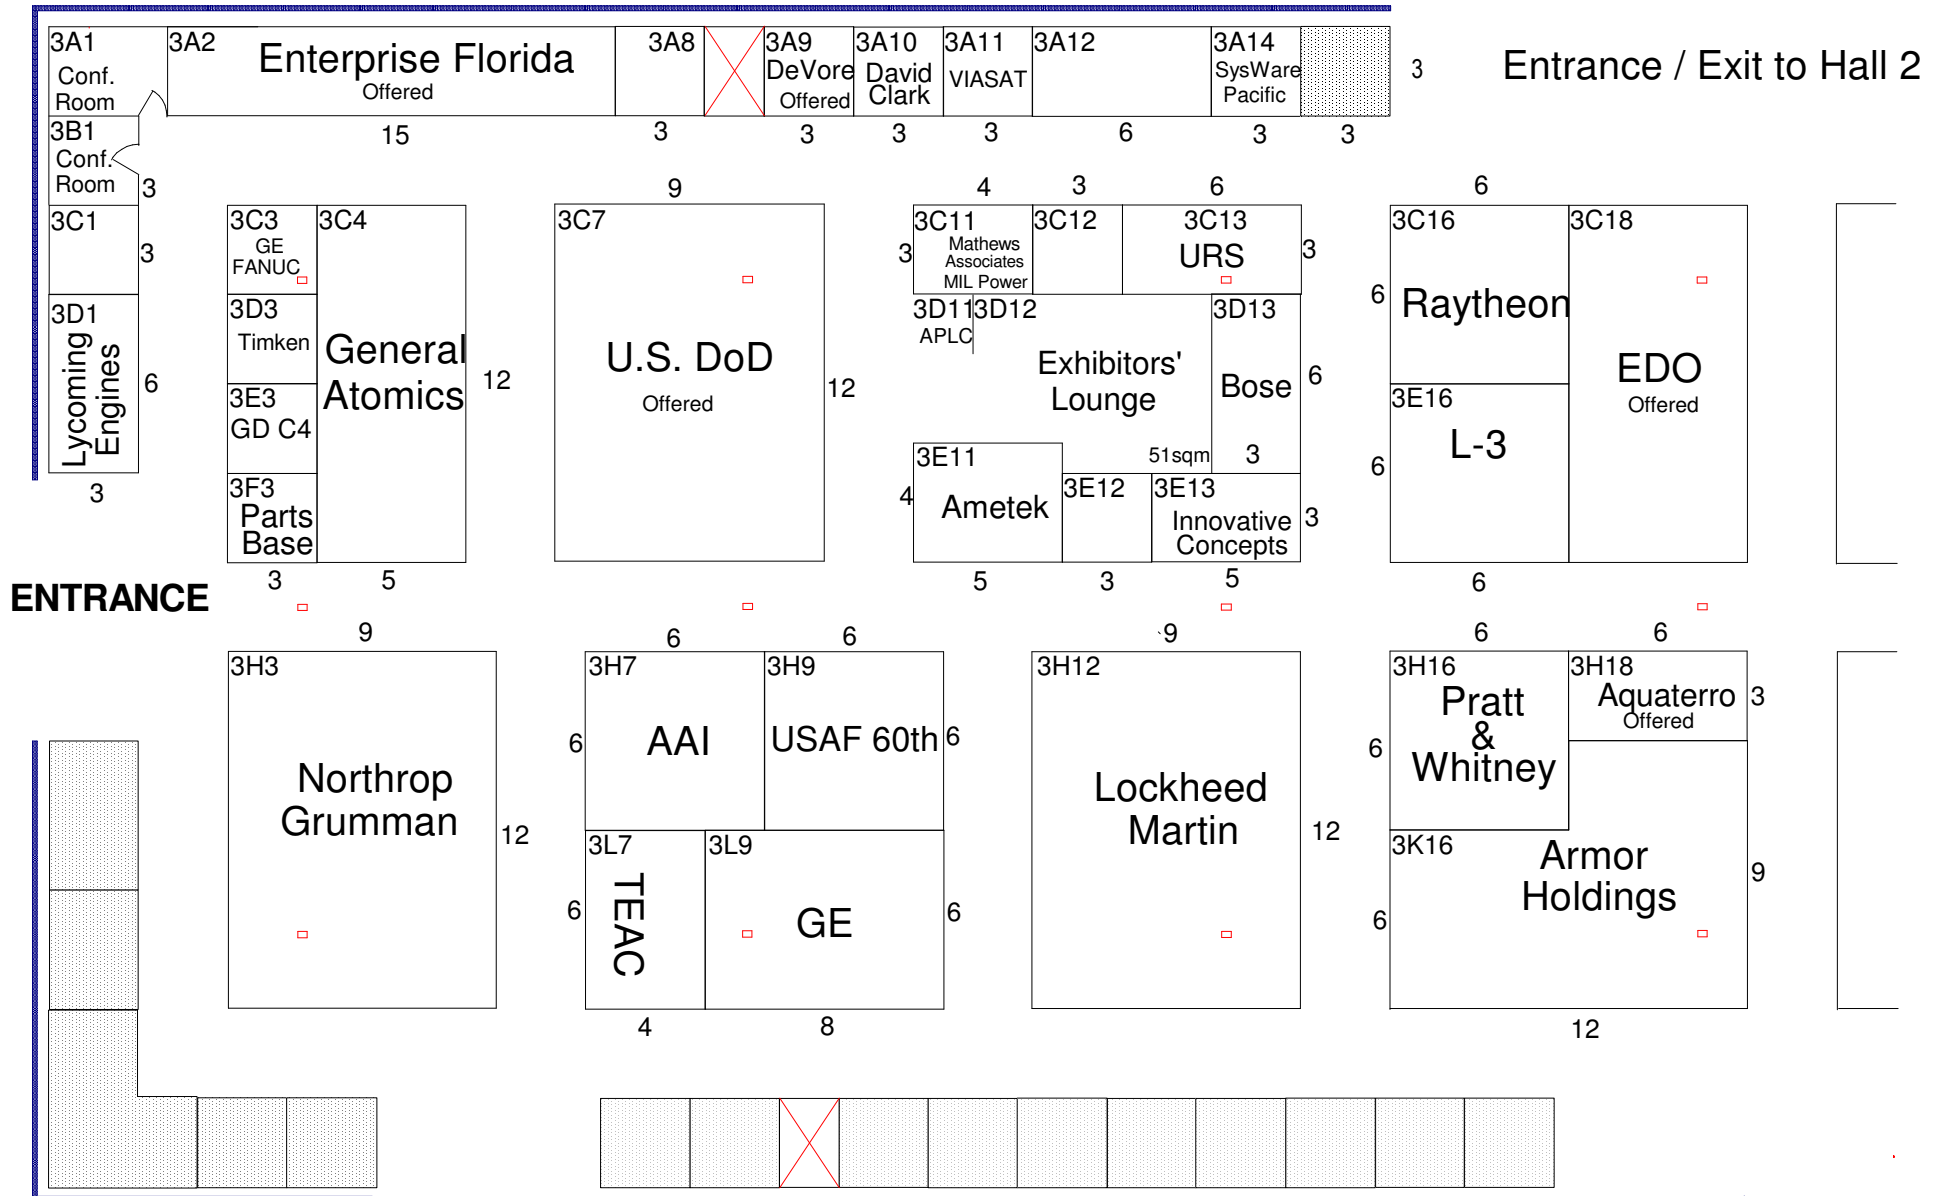 3A1
Conf.
Room
3A2
Enterprise Florida
Offered
3A8
3A9
DeVore
Offered
3A10
David
Clark
3A11
VIASAT
3A12
3A14
SysWare
Pacific
3
Entrance / Exit to Hall 2
15
3
3
3
3
6
3
3
3B1
Conf.
Room
3
9
4
3
6
6
3C1
3
3C3
GE
FANUC
3C4
General
Atomics
12
3C7
U.S. DoD
Offered
12
3C11
Mathews
Associates
MIL Power
3
3C12
3C13
URS
3
3C16
Raytheon
6
3C18
EDO
Offered
3D1
Lycoming
Engines
6
3
3D3
Timken
3D11
APLC
3D12
Exhibitors'
Lounge
51sqm
3D13
Bose
6
3
3E3
GD C4
3E11
Ametek
4
3E12
3E13
Innovative
Concepts
3
3E16
L-3
6
3F3
Parts
Base
3
5
5
3
5
6
ENTRANCE
9
6
6
9
6
6
3H3
Northrop
Grumman
12
3H7
AAI
6
3H9
USAF 60th
6
3H12
Lockheed
Martin
12
3H16
Pratt
&
Whitney
6
3H18
Aquaterro
Offered
3
3L7
TEAC
6
3L9
GE
6
3K16
Armor
Holdings
6
9
4
8
12